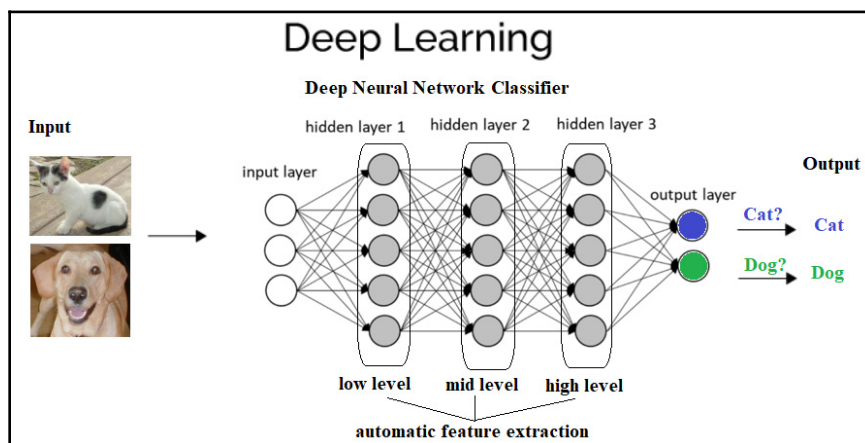 Deep Learning
Deep Neural Network Classifier
Input
hidden layer 1
hidden layer 2
hidden layer 3
input layer
output layer
Output
Cat?
Cat
Dog?
Dog
low level
mid level
high level
automatic feature extraction